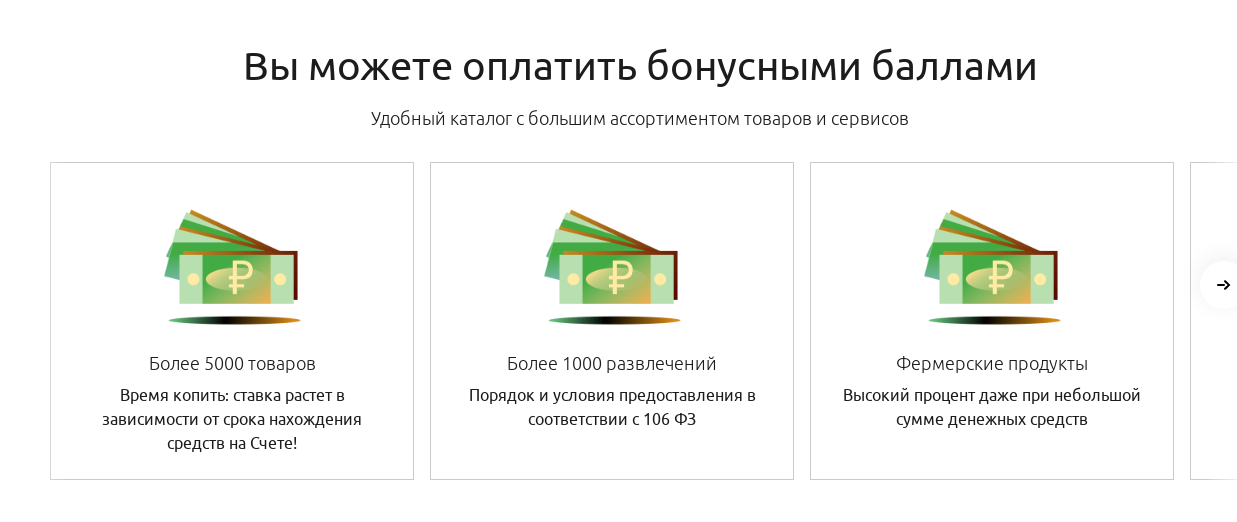 Вы можете оплатить бонусными баллами
Удобный каталог с большим ассортиментом товаров и сервисов
Более 5000 товаров
Время копить: ставка растет в
зависимости от срока нахождения
средств на Счете!
Более 1000 развлечений
Порядок и условия предоставления в
соответствии с 106 ФЗ
Фермерские продукты
Высокий процент даже при небольшой
сумме денежных средств